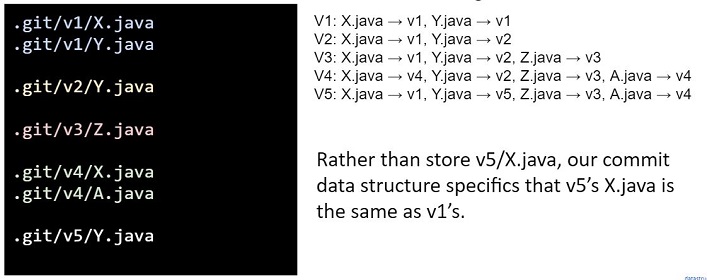 .git/v1/X.java
.git/v1/Y.java
.git/v2/Y.java
.git/v3/Z.java
.git/v4/X.java
.git/v4/A.java
.git/v5/Y.java
V1: X.java → v1, Y.java → v1
V2: X.java → v1, Y.java → v2
V3: X.java → v1, Y.java → v2, Z.java → v3
V4: X.java → v4, Y.java → v2, Z.java → v3, A.java → v4
V5: X.java → v1, Y.java → v5, Z.java → v3, A.java → v4
Rather than store v5/X.java, our commit
data structure specifics that v5's X.java is
the same as v1's.